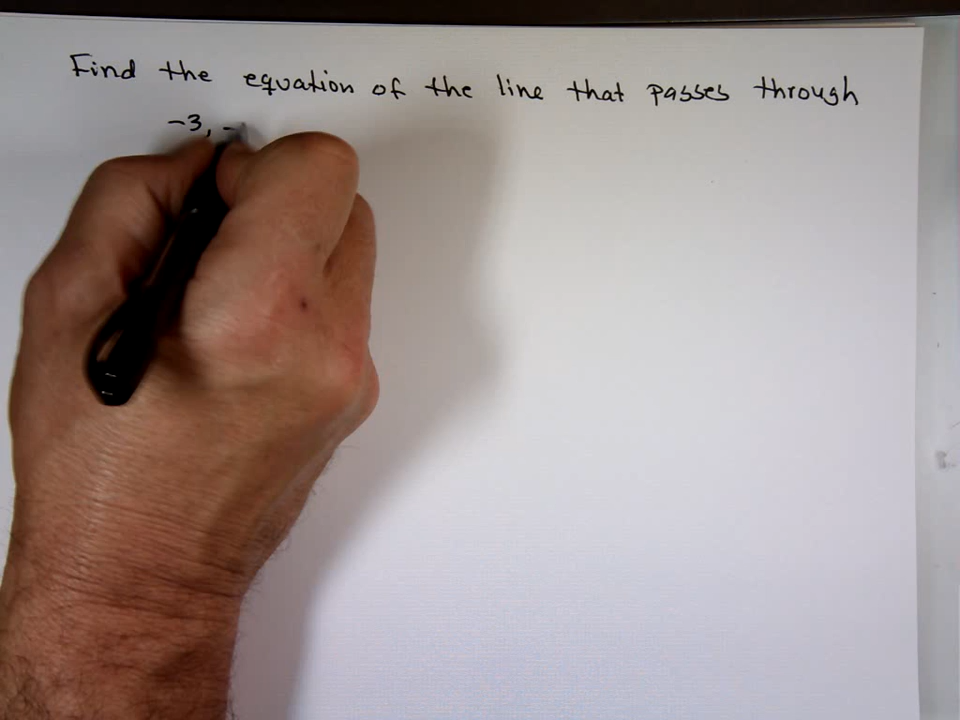 Find the equation of the line that passes through
-3, -